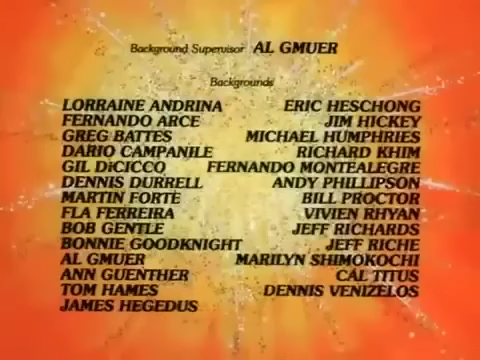 Background Supervisor AL GMUER
Backgrounds
LORRAINE ANDRINA ERIC HESCHONG
FERNANDO ARCE JIM HICKEY
GREG BATTES MICHAEL HUMPHRIES
DARIO CAMPANILE RICHARD KHIM
GIL DiCICCO FERNANDO MONTEALEGRE
DENNIS DURRELL ANDY PHILLIPSON
MARTIN FORTE BILL PROCTOR
FLA FERREIRA VIVIEN RHYAN
BOB GENTLE JEFF RICHARDS
BONNIE GOODKNIGHT JEFF RICHE
AL GMUER MARILYN SHIMOKOCHI
ANN GUENTHER CAL TITUS
TOM HAMES DENNIS VENIZELOS
JAMES HEGEDUS